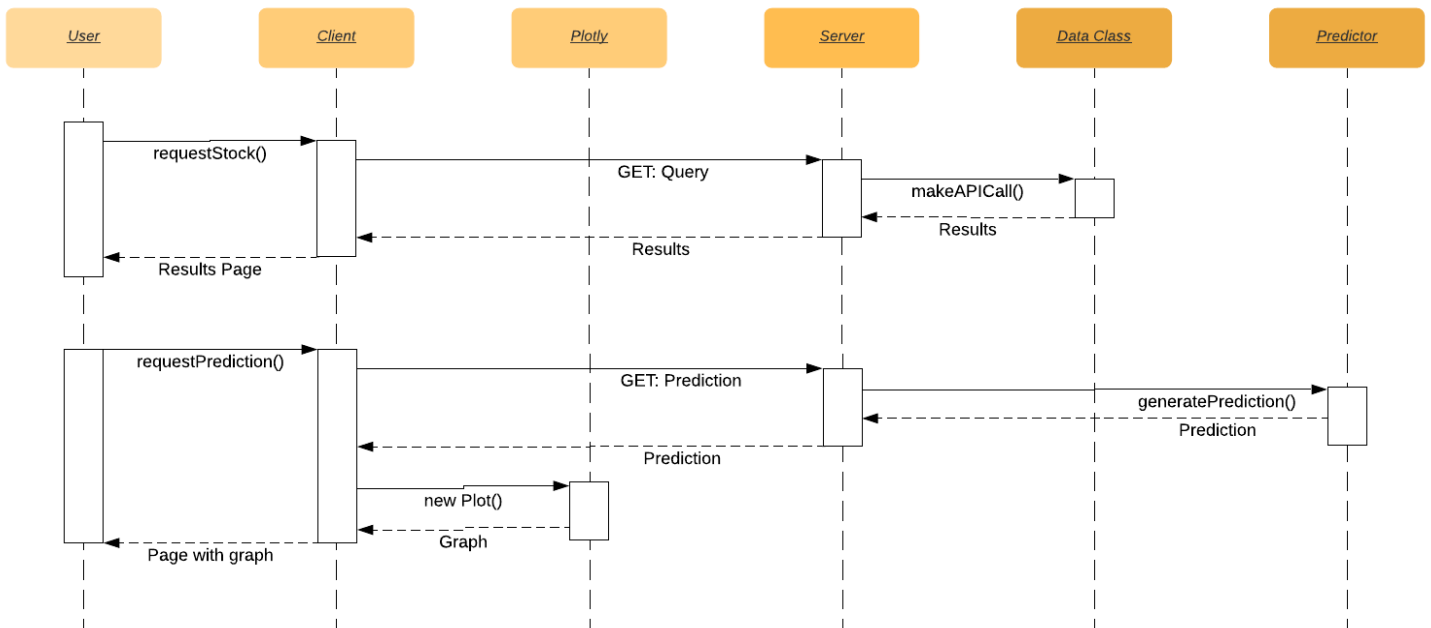 User
Client
Plotly
Server
Data Class
Predictor
requestStock()
GET: Query
makeAPICall()
Results
Results
Results Page
requestPrediction()
GET: Prediction
generatePrediction()
Prediction
Prediction
new Plot()
Graph
Page with graph